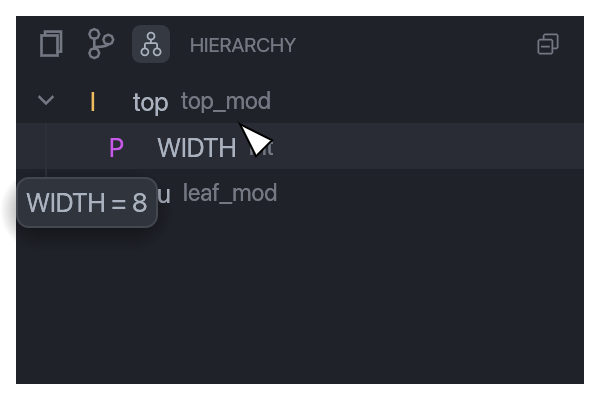 HIERARCHY
I top top_mod
P WIDTH
u leaf_mod
WIDTH = 8